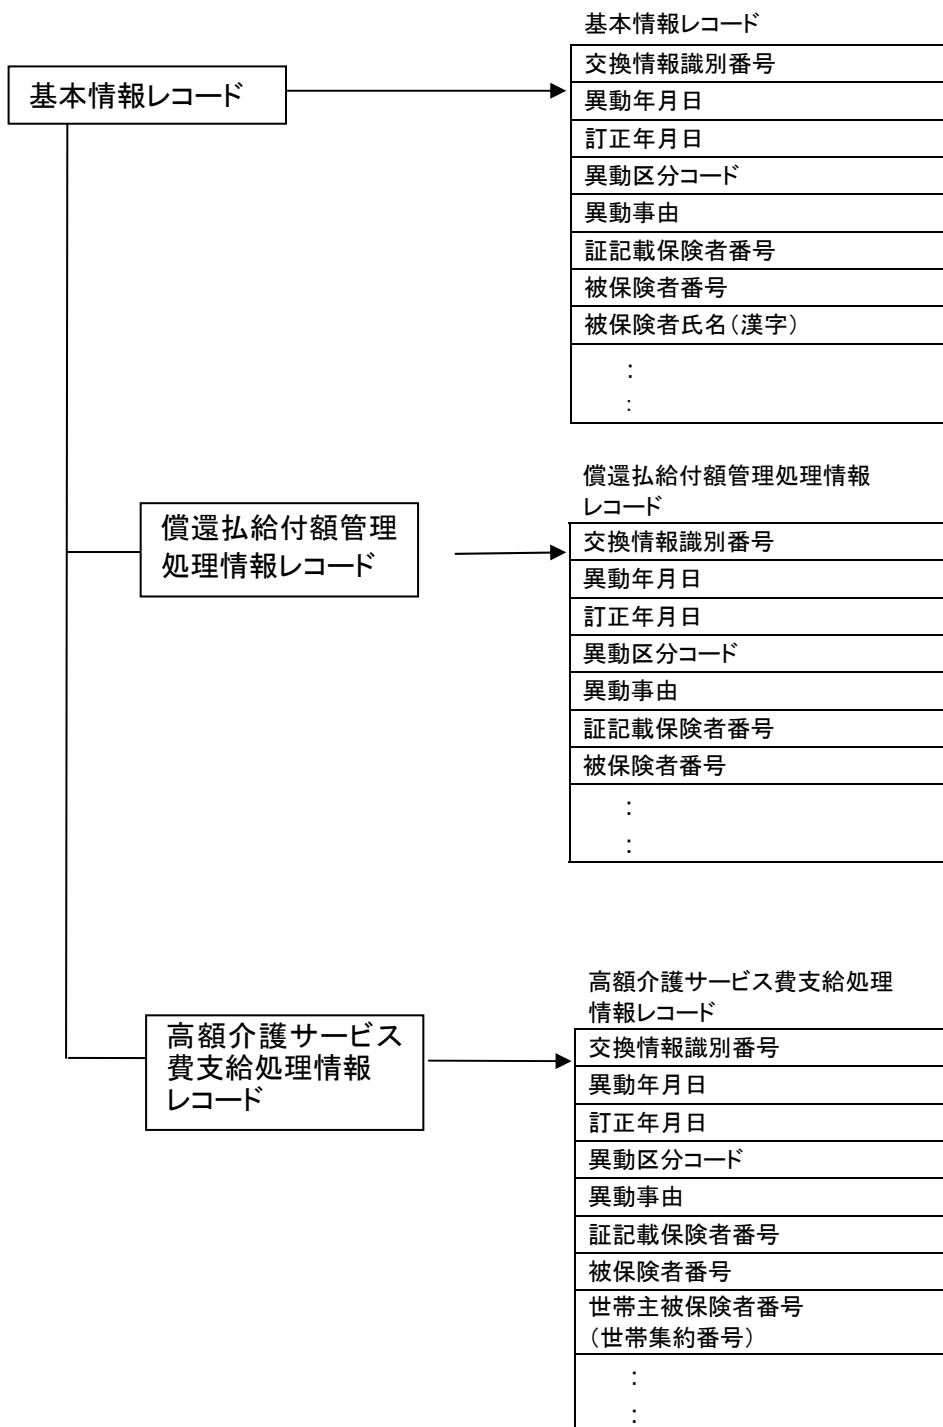 基本情報レコード
基本情報レコード
交換情報識別番号
異動年月日
訂正年月日
異動区分コード
異動事由
証記載保険者番号
被保険者番号
被保険者氏名(漢字)
:
:
償還払給付額管理
処理情報レコード
償還払給付額管理処理情報
レコード
交換情報識別番号
異動年月日
訂正年月日
異動区分コード
異動事由
証記載保険者番号
被保険者番号
:
:
高額介護サービス
費支給処理情報
レコード
高額介護サービス費支給処理
情報レコード
交換情報識別番号
異動年月日
訂正年月日
異動区分コード
異動事由
証記載保険者番号
被保険者番号
世帯主被保険者番号
(世帯集約番号)
:
: